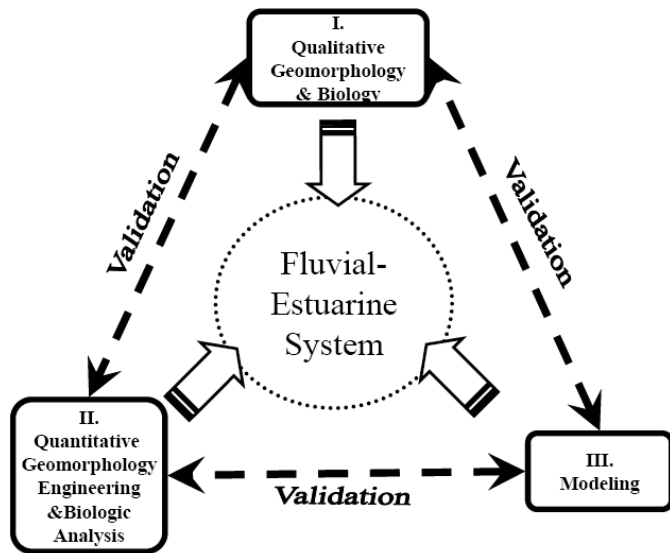 I.
Qualitative
Geomorphology
& Biology
Validation
Validation
Fluvial-
Estuarine
System
II.
Quantitative
Geomorphology
Engineering
&Biologic
Analysis
III.
Modeling
Validation